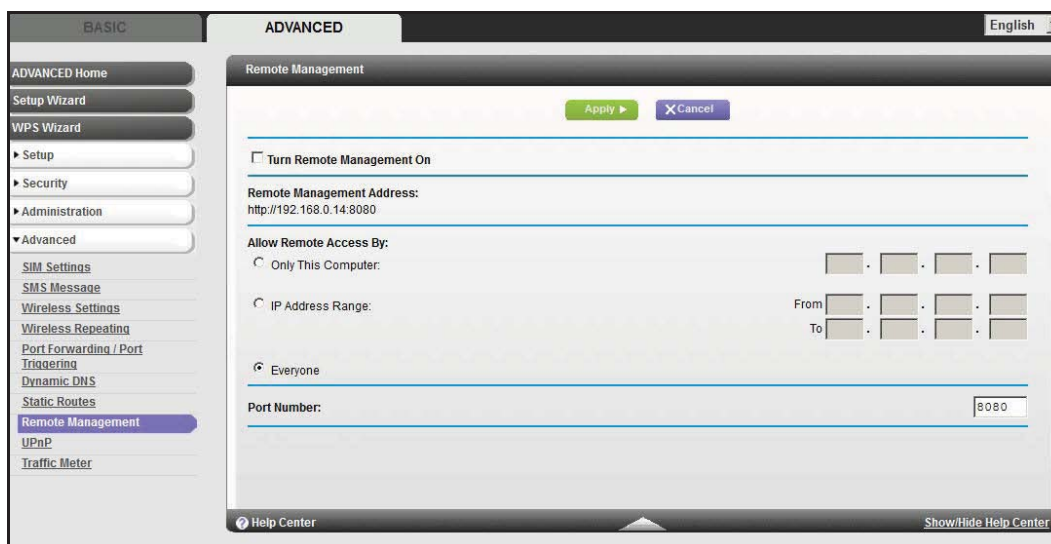 BASIC
ADVANCED
English
ADVANCED Home
Setup Wizard
WPS Wizard
Setup
Security
Administration
Advanced
SIM Settings
SMS Message
Wireless Settings
Wireless Repeating
Port Forwarding / Port
Triggering
Dynamic DNS
Static Routes
Remote Management
UPnP
Traffic Meter
Remote Management
Apply
Cancel
Turn Remote Management On
Remote Management Address:
http://192.168.0.14:8080
Allow Remote Access By:
Only This Computer: . . .
IP Address Range: From . . .
To . . .
Everyone
Port Number: 8080
Help Center
Show/Hide Help Center